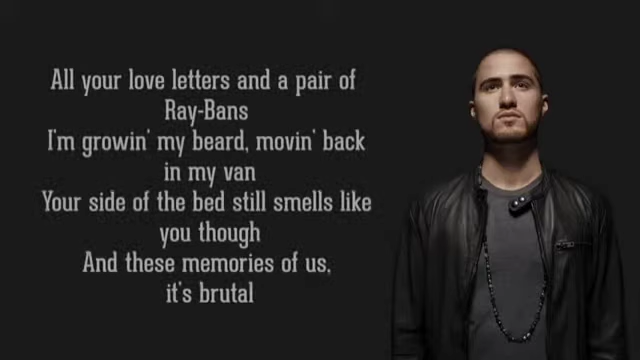 All your love letters and a pair of
Ray-Bans
I'm growin' my beard, movin' back
in my van
Your side of the bed still smells like
you though
And these memories of us,
it's brutal